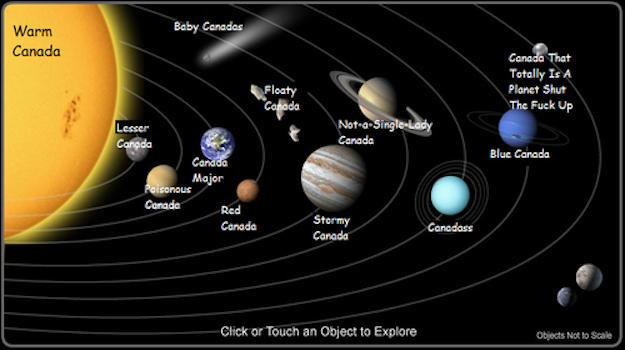 Warm
Canada
Baby Canadas
Canada That
Totally Is A
Planet Shut
The Fuck Up
Floaty
Canada
Not-a-Single-Lady
Canada
Lesser
Canada
Canada
Major
Blue Canada
Poisonous
Canada
Red
Canada
Stormy
Canada
Canadass
Click or Touch an Object to Explore
Objects Not to Scale